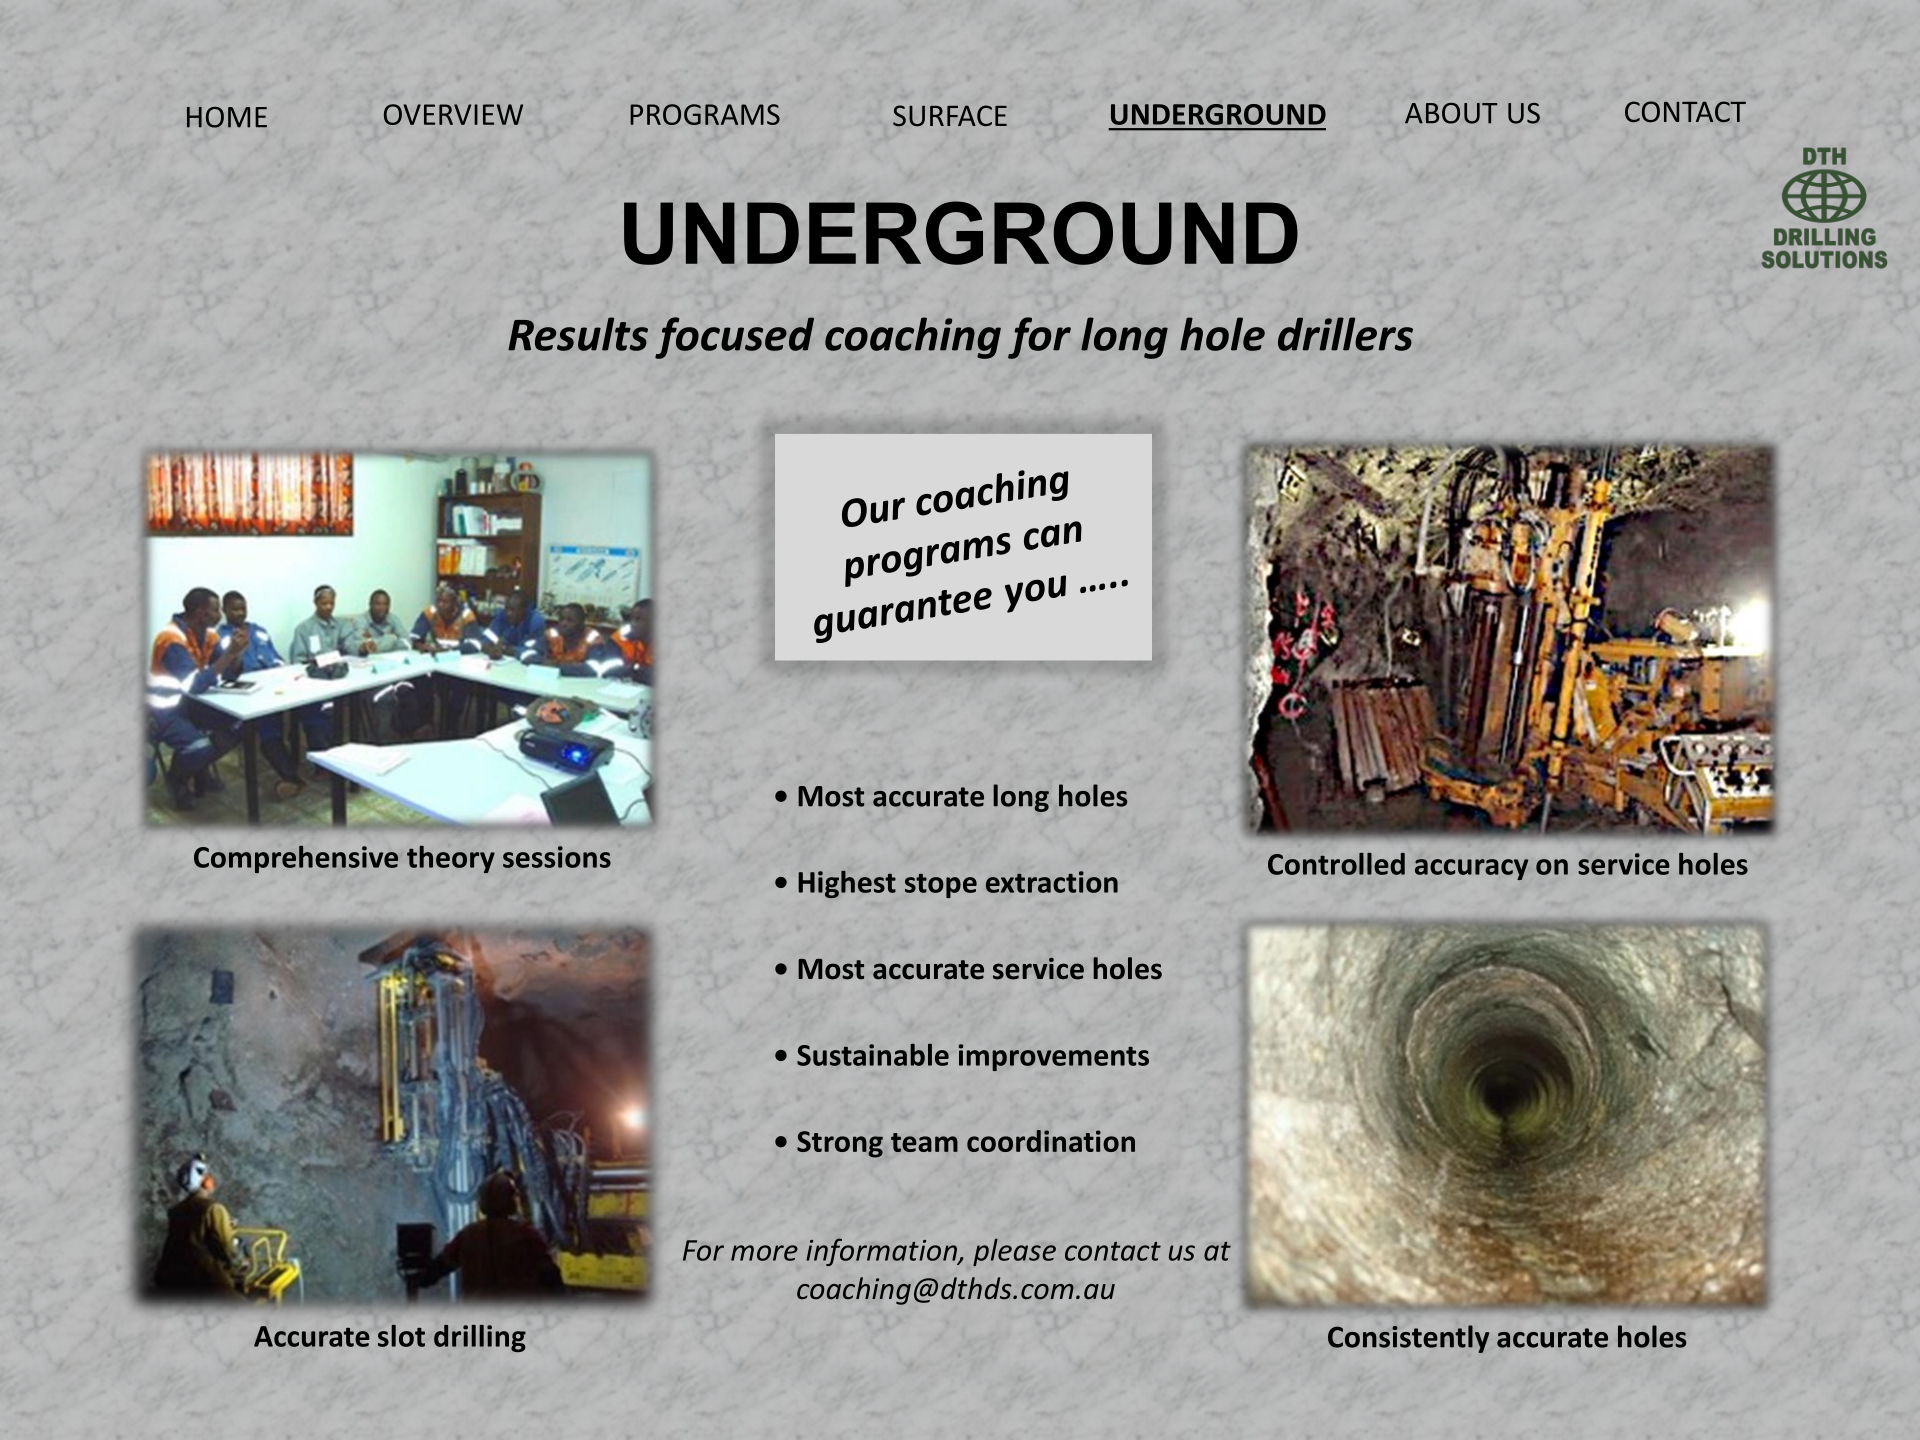 HOME OVERVIEW PROGRAMS SURFACE UNDERGROUND ABOUT US CONTACT
DTH
DRILLING
SOLUTIONS
UNDERGROUND
Results focused coaching for long hole drillers
Our coaching
programs can
guarantee you …..
Comprehensive theory sessions
Controlled accuracy on service holes
• Most accurate long holes
• Highest stope extraction
• Most accurate service holes
• Sustainable improvements
• Strong team coordination
For more information, please contact us at
coaching@dthds.com.au
Accurate slot drilling
Consistently accurate holes